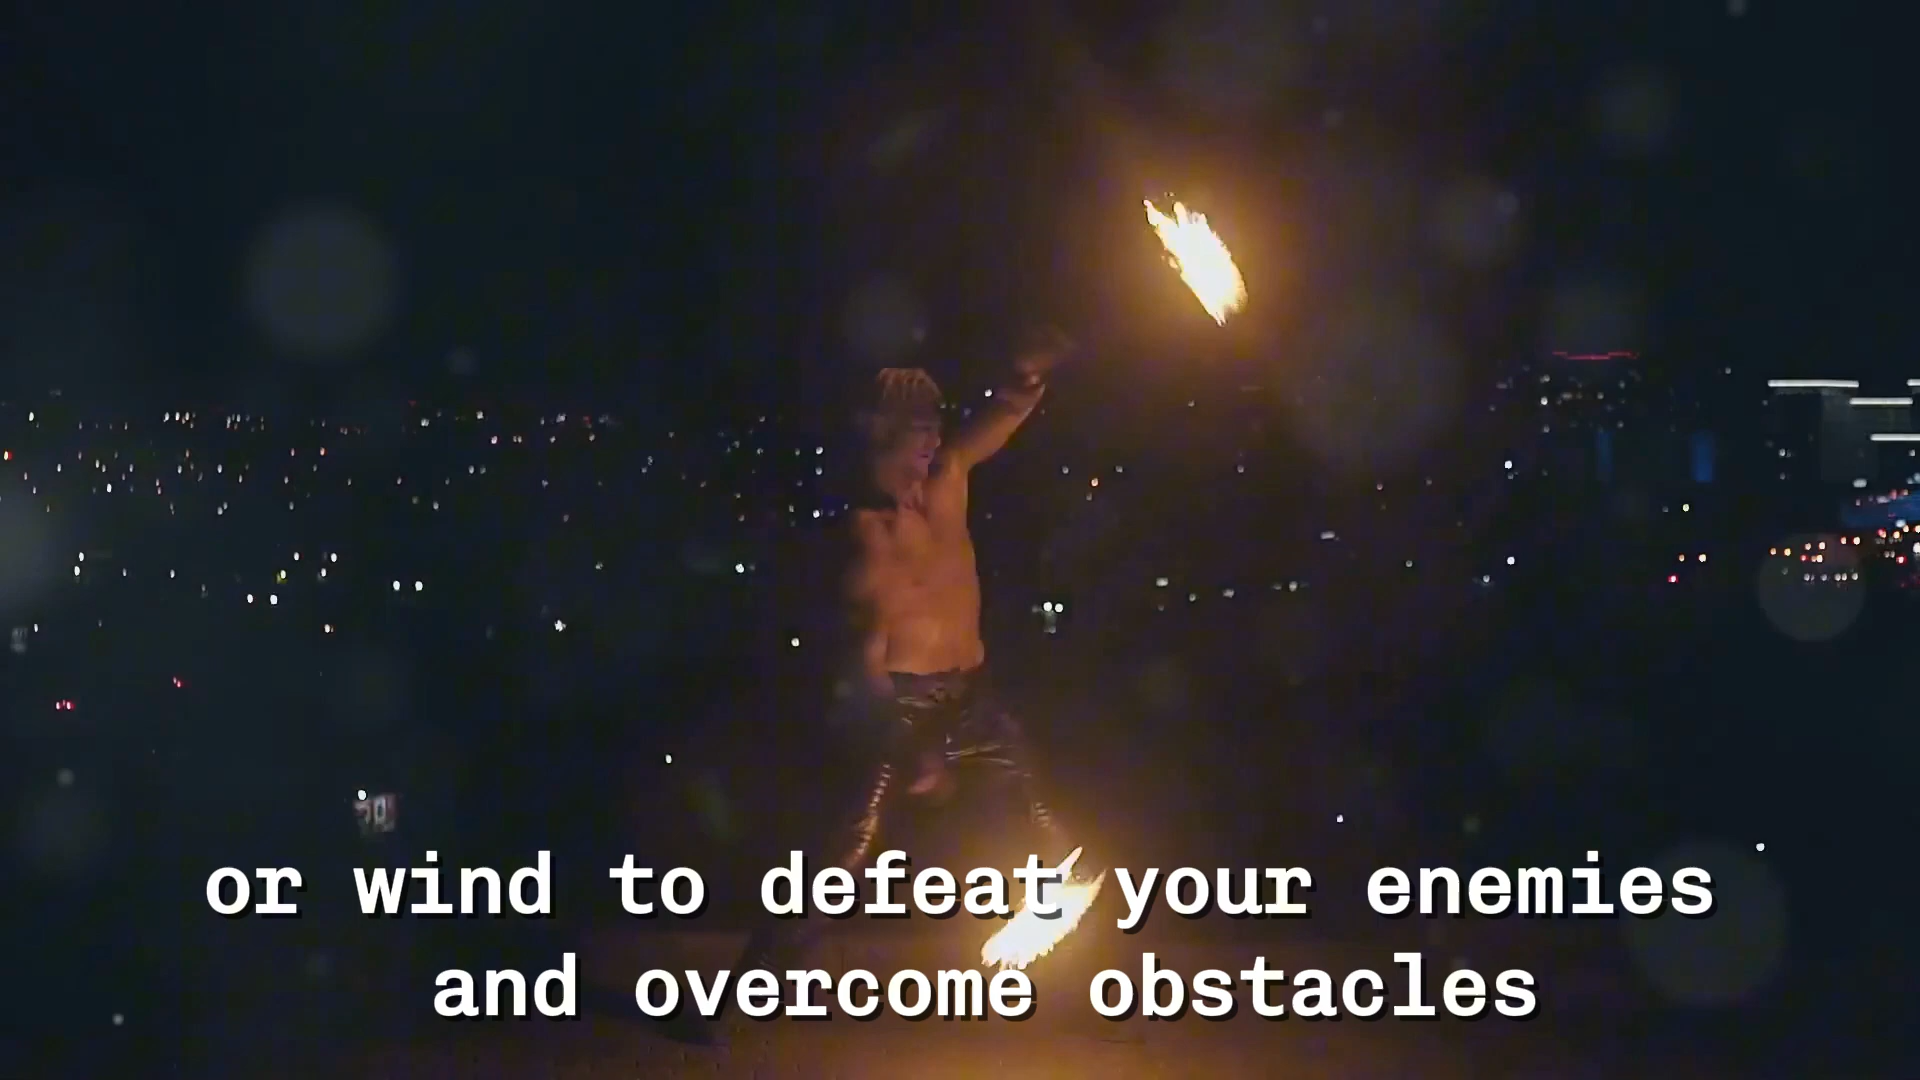 or wind to defeat your enemies
and overcome obstacles